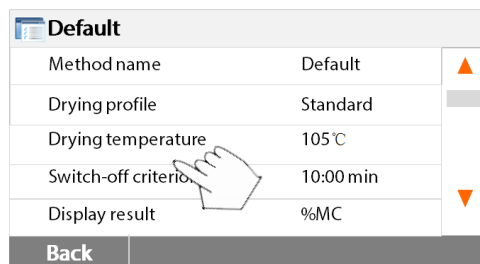 Default
Method name Default
Drying profile Standard
Drying temperature 105℃
Switch-off criterion 10:00 min
Display result %MC
Back